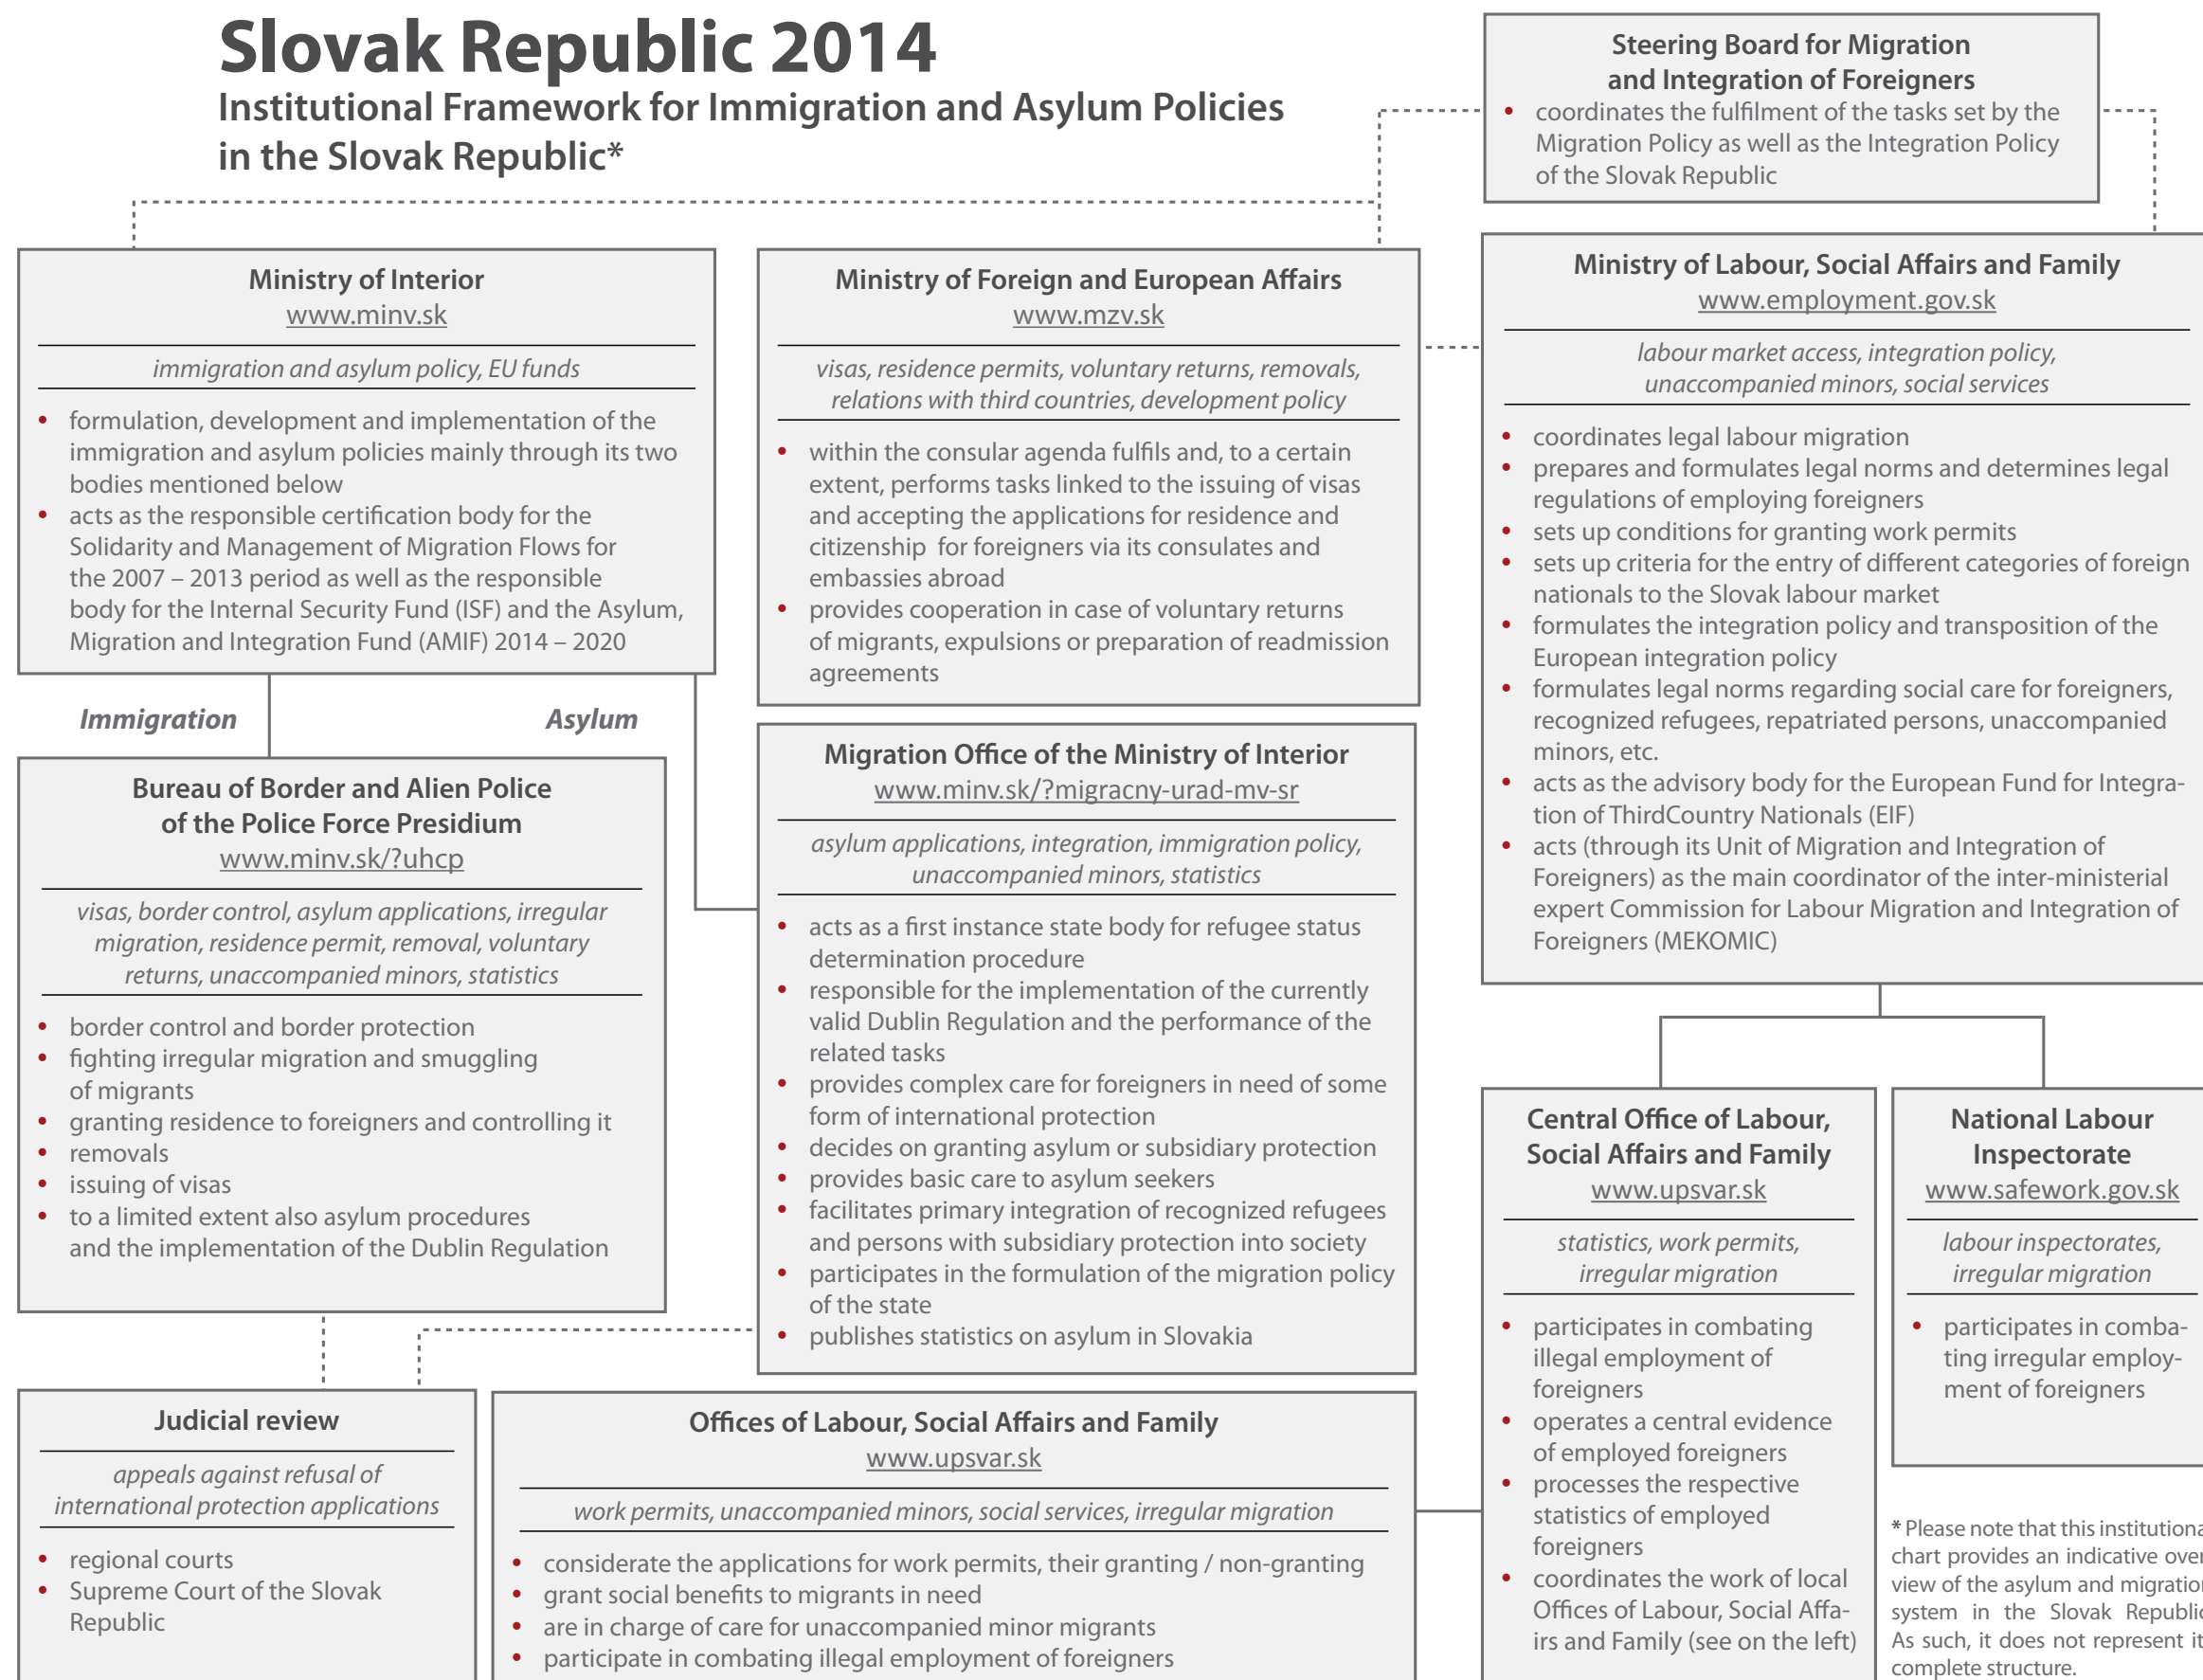 Slovak Republic 2014
Institutional Framework for Immigration and Asylum Policies
in the Slovak Republic*
Steering Board for Migration
and Integration of Foreigners
• coordinates the fulfilment of the tasks set by the
Migration Policy as well as the Integration Policy
of the Slovak Republic
Ministry of Interior
www.minv.sk
immigration and asylum policy, EU funds
• formulation, development and implementation of the
immigration and asylum policies mainly through its two
bodies mentioned below
• acts as the responsible certification body for the
Solidarity and Management of Migration Flows for
the 2007 – 2013 period as well as the responsible
body for the Internal Security Fund (ISF) and the Asylum,
Migration and Integration Fund (AMIF) 2014 – 2020
Ministry of Foreign and European Affairs
www.mzv.sk
visas, residence permits, voluntary returns, removals,
relations with third countries, development policy
• within the consular agenda fulfils and, to a certain
extent, performs tasks linked to the issuing of visas
and accepting the applications for residence and
citizenship for foreigners via its consulates and
embassies abroad
• provides cooperation in case of voluntary returns
of migrants, expulsions or preparation of readmission
agreements
Ministry of Labour, Social Affairs and Family
www.employment.gov.sk
labour market access, integration policy,
unaccompanied minors, social services
• coordinates legal labour migration
• prepares and formulates legal norms and determines legal
regulations of employing foreigners
• sets up conditions for granting work permits
• sets up criteria for the entry of different categories of foreign
nationals to the Slovak labour market
• formulates the integration policy and transposition of the
European integration policy
• formulates legal norms regarding social care for foreigners,
recognized refugees, repatriated persons, unaccompanied
minors, etc.
• acts as the advisory body for the European Fund for Integra-
tion of ThirdCountry Nationals (EIF)
• acts (through its Unit of Migration and Integration of
Foreigners) as the main coordinator of the inter-ministerial
expert Commission for Labour Migration and Integration of
Foreigners (MEKOMIC)
Immigration
Asylum
Bureau of Border and Alien Police
of the Police Force Presidium
www.minv.sk/?uhcp
visas, border control, asylum applications, irregular
migration, residence permit, removal, voluntary
returns, unaccompanied minors, statistics
• border control and border protection
• fighting irregular migration and smuggling
of migrants
• granting residence to foreigners and controlling it
• removals
• issuing of visas
• to a limited extent also asylum procedures
and the implementation of the Dublin Regulation
Migration Office of the Ministry of Interior
www.minv.sk/?migracny-urad-mv-sr
asylum applications, integration, immigration policy,
unaccompanied minors, statistics
• acts as a first instance state body for refugee status
determination procedure
• responsible for the implementation of the currently
valid Dublin Regulation and the performance of the
related tasks
• provides complex care for foreigners in need of some
form of international protection
• decides on granting asylum or subsidiary protection
• provides basic care to asylum seekers
• facilitates primary integration of recognized refugees
and persons with subsidiary protection into society
• participates in the formulation of the migration policy
of the state
• publishes statistics on asylum in Slovakia
Central Office of Labour,
Social Affairs and Family
www.upsvar.sk
statistics, work permits,
irregular migration
• participates in combating
illegal employment of
foreigners
• operates a central evidence
of employed foreigners
• processes the respective
statistics of employed
foreigners
• coordinates the work of local
Offices of Labour, Social Affa-
irs and Family (see on the left)
National Labour
Inspectorate
www.safework.gov.sk
labour inspectorates,
irregular migration
• participates in comba-
ting irregular employ-
ment of foreigners
Judicial review
appeals against refusal of
international protection applications
• regional courts
• Supreme Court of the Slovak
Republic
Offices of Labour, Social Affairs and Family
www.upsvar.sk
work permits, unaccompanied minors, social services, irregular migration
• considerate the applications for work permits, their granting / non-granting
• grant social benefits to migrants in need
• are in charge of care for unaccompanied minor migrants
• participate in combating illegal employment of foreigners
* Please note that this
chart provides an indicative
view of the asylum and
system in the Slovak
As such, it does not represent
complete structure.